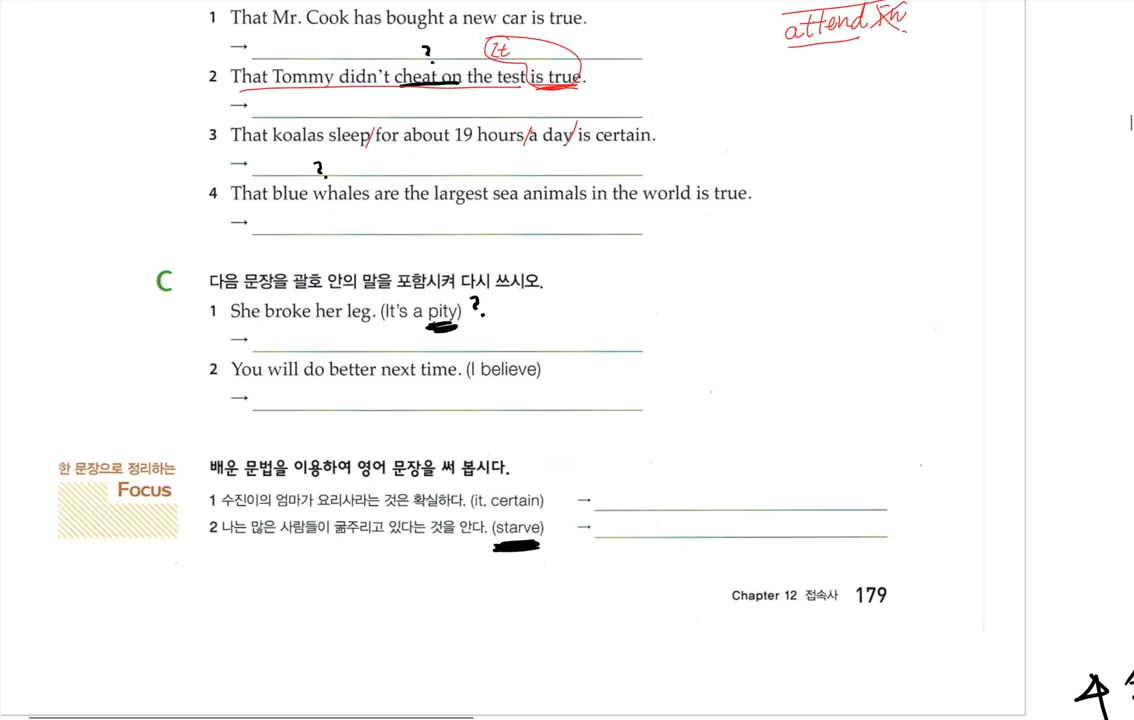 1 That Mr. Cook has bought a new car is true.
attend in
→
? It
2 That Tommy didn't cheat on the test is true.
→
3 That koalas sleep/for about 19 hours/a day/is certain.
→
?
4 That blue whales are the largest sea animals in the world is true.
→
C 다음 문장을 괄호 안의 말을 포함시켜 다시 쓰시오.
1 She broke her leg. (It's a pity) ?
→
2 You will do better next time. (I believe)
→
한 문장으로 정리하는 배운 문법을 이용하여 영어 문장을 써 봅시다.
Focus
1 수진이의 엄마가 요리사라는 것은 확실하다. (it, certain) →
2 나는 많은 사람들이 굶주리고 있다는 것을 안다. (starve) →
Chapter 12 접속사 179